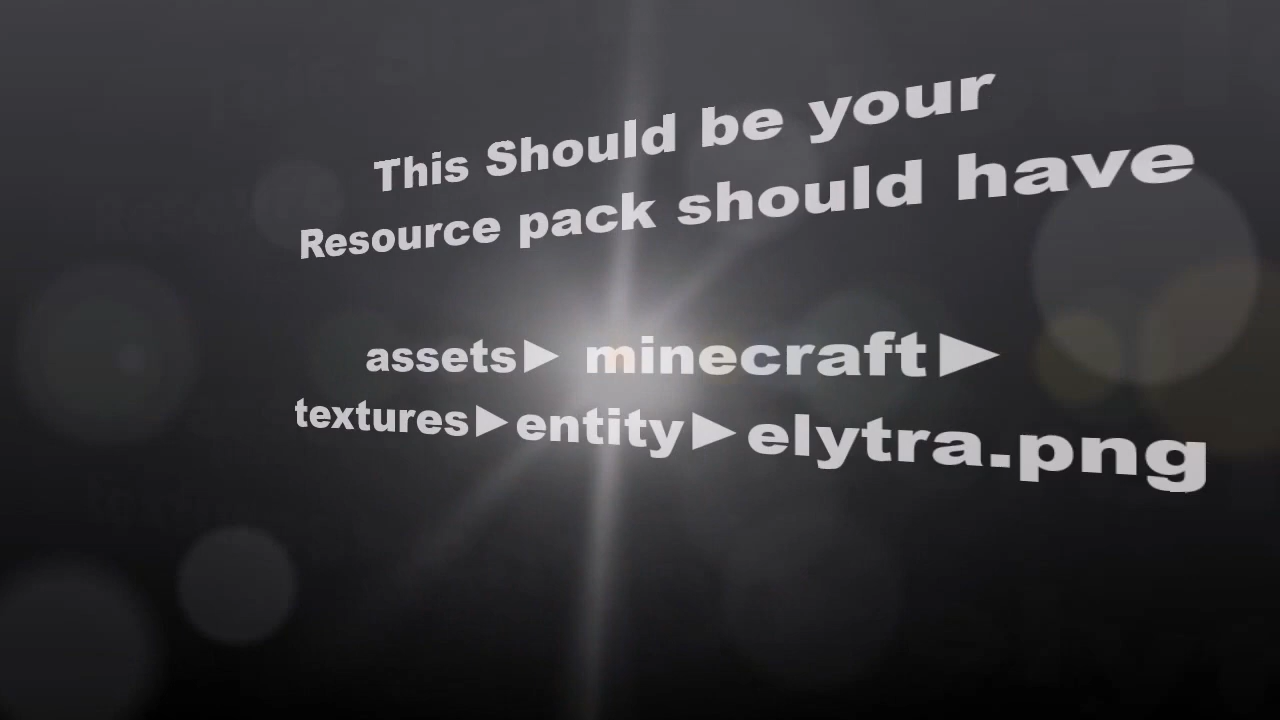 This Should be your
Resource pack should have
assets► minecraft►
textures►entity►elytra.png